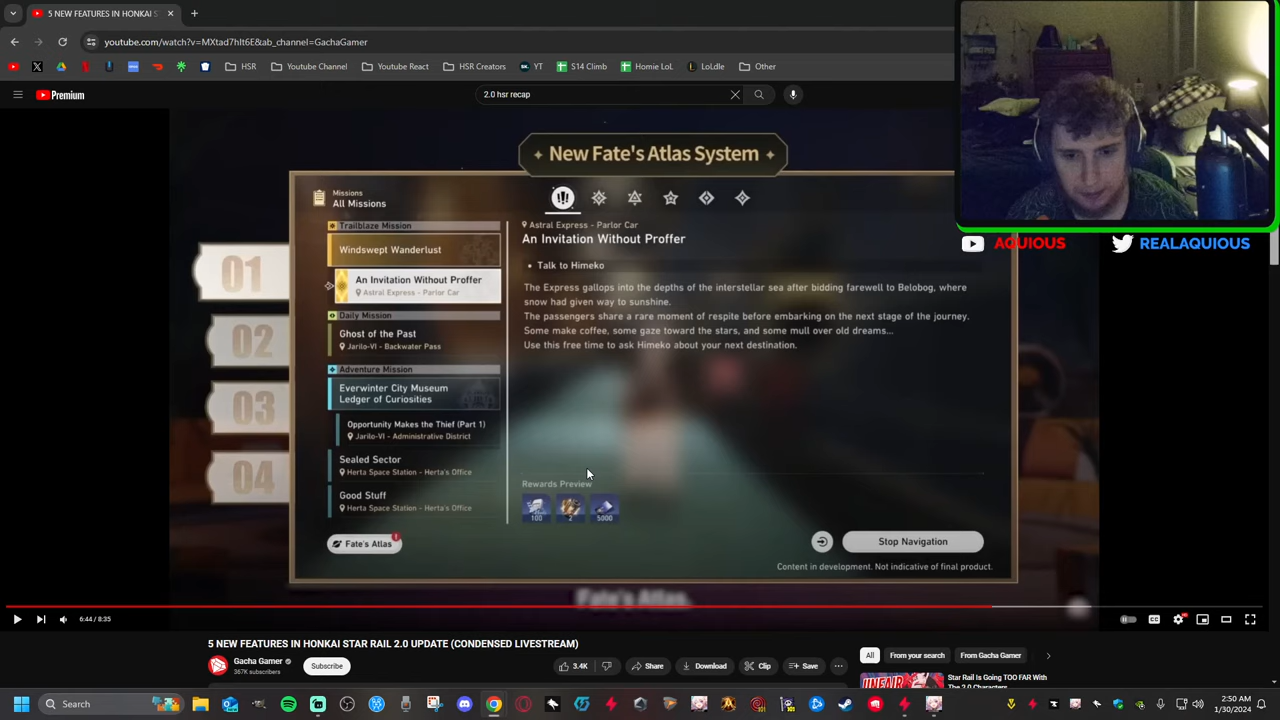 5 NEW FEATURES IN HONKAI S
youtube.com/watch?v=MXtad7hIt6E&ab_channel=GachaGamer
HSR
Youtube Channel
Youtube React
HSR Creators
YT
S14 Climb
Homie LoL
LoLdle
Other
Premium
2.0 hsr recap
New Fate's Atlas System
Missions
All Missions
Trailblaze Mission
Windswept Wanderlust
An Invitation Without Proffer
Astral Express - Parlor Car
Daily Mission
Ghost of the Past
Jarilo-VI - Backwater Pass
Adventure Mission
Everwinter City Museum
Ledger of Curiosities
Opportunity Makes the Thief (Part 1)
Jarilo-VI - Administrative District
Sealed Sector
Herta Space Station - Herta's Office
Good Stuff
Herta Space Station - Herta's Office
Fate's Atlas
01
02
03
04
Astral Express - Parlor Car
An Invitation Without Proffer
Talk to Himeko
The Express gallops into the depths of the interstellar sea after bidding farewell to Belobog, where
snow had given way to sunshine.
The passengers share a rare moment of respite before embarking on the next stage of the journey.
Some make coffee, some gaze toward the stars, and some mull over old dreams...
Use this free time to ask Himeko about your next destination.
Rewards Preview
100
2
5000
Stop Navigation
Content in development. Not indicative of final product.
Fate's Atlas.
AQUIOUS
REALAQUIOUS
6:44 / 8:35
5 NEW FEATURES IN HONKAI STAR RAIL 2.0 UPDATE (CONDENSED LIVESTREAM)
Gacha Gamer
367K subscribers
Subscribe
3.4K
Share
Download
Clip
Save
All
From your search
From Gacha Gamer
UNFAIR
Star Rail Is Going TOO FAR With
The 2.0 Characters
Search
2:50 AM
1/30/2024